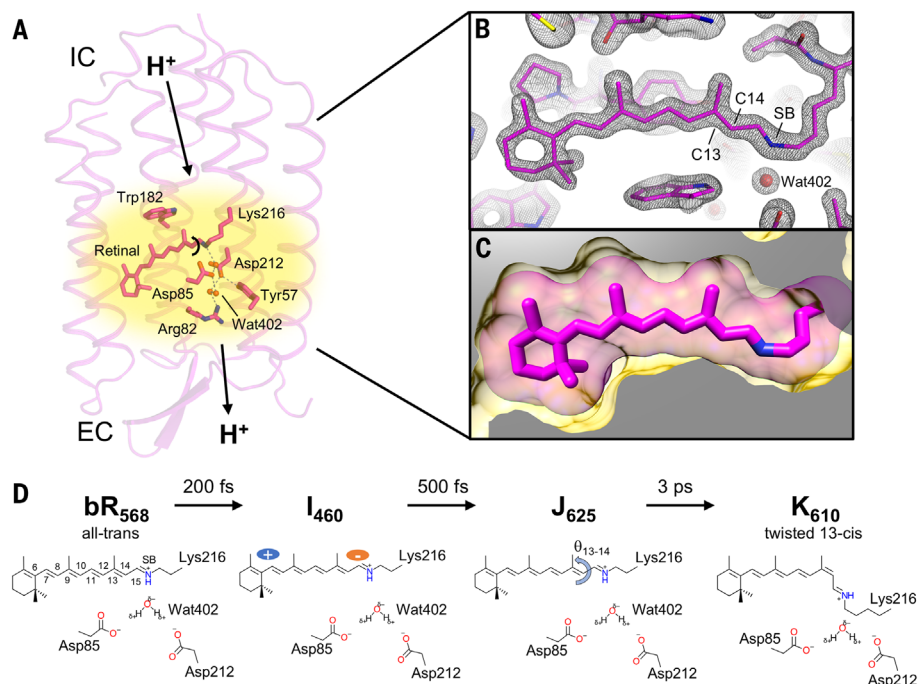 A
IC
H+
Trp182
Lys216
Retinal
Asp212
Asp85
Tyr57
Arg82
Wat402
EC
H+
B
C14
SB
C13
Wat402
C
D
200 fs
500 fs
3 ps
bR568
I460
J625
K610
all-trans
twisted 13-cis
SB
Lys216
6
7
8
9
10
11
12
13
14
15
N
H
+
δ-
O
H H
δ+ δ+
Wat402
Asp85
O
O-
-O
O
Asp212
+
-
Lys216
N
H
+
δ-
O
H H
δ+ δ+
Wat402
Asp85
O
O-
-O
O
Asp212
θ13-14
Lys216
N
H
+
δ-
O
H H
δ+ δ+
Wat402
Asp85
O
O-
-O
O
Asp212
NH
+
Lys216
δ-
O
H H
δ+ δ+
Wat402
Asp85
O
O-
-O
O
Asp212